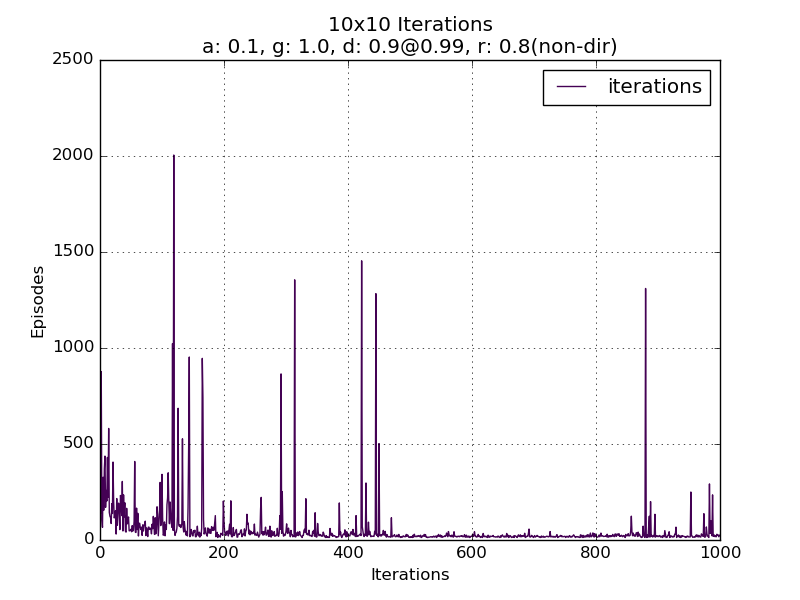 10x10 Iterations
a: 0.1, g: 1.0, d: 0.9@0.99, r: 0.8(non-dir)
2500
iterations
2000
1500
Episodes
1000
500
0
0 200 400 600 800 1000
Iterations